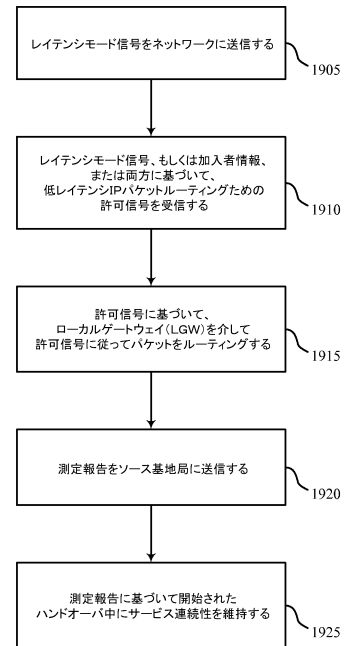 レイテンシモード信号をネットワークに送信する
1905
レイテンシモード信号、もしくは加入者情報、
または両方に基づいて、
低レイテンシIPパケットルーティングための
許可信号を受信する
1910
許可信号に基づいて、
ローカルゲートウェイ(LGW)を介して
許可信号に従ってパケットをルーティングする
1915
測定報告をソース基地局に送信する
1920
測定報告に基づいて開始された
ハンドオーバ中にサービス連続性を維持する
1925